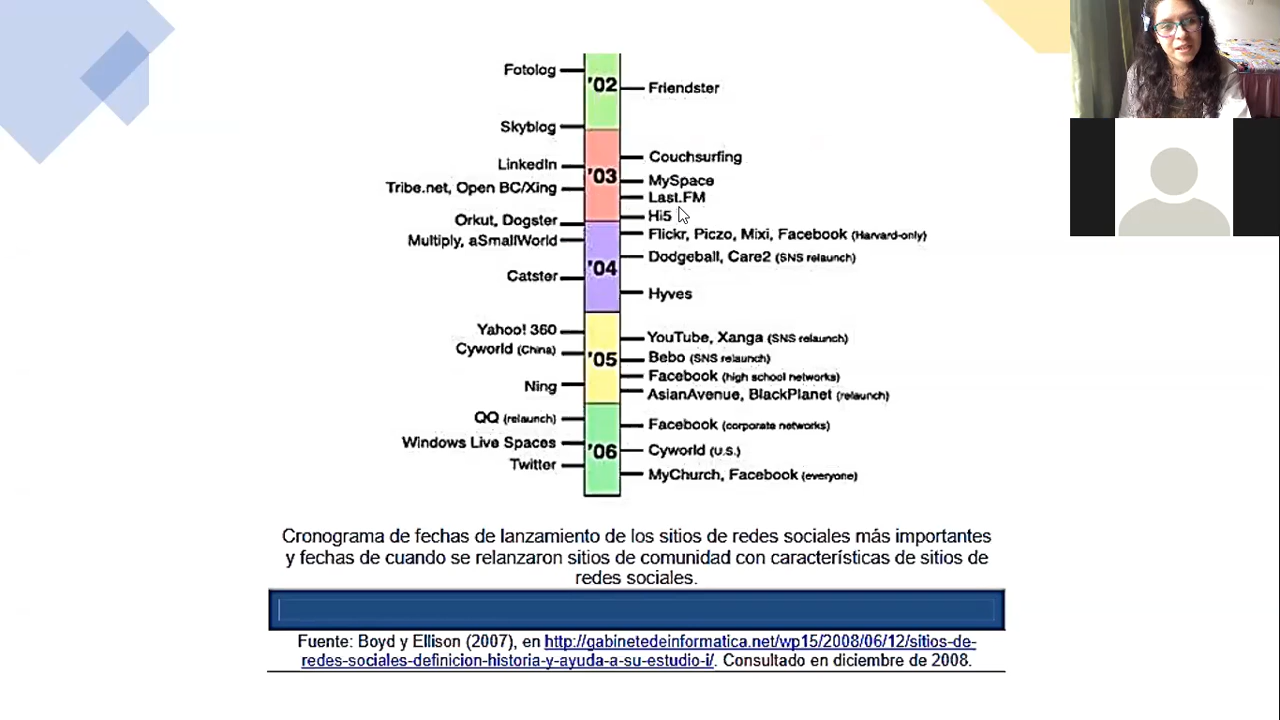 Fotolog
'02
Friendster
Skyblog
Couchsurfing
LinkedIn
'03
MySpace
Tribe.net, Open BC/Xing
Last.FM
Hi5
Orkut, Dogster
Flickr, Piczo, Mixi, Facebook (Harvard-only)
Multiply, aSmallWorld
Dodgeball, Care2 (SNS relaunch)
'04
Catster
Hyves
Yahoo! 360
YouTube, Xanga (SNS relaunch)
Cyworld (China)
'05
Bebo (SNS relaunch)
Facebook (high school networks)
Ning
AsianAvenue, BlackPlanet (relaunch)
QQ (relaunch)
Facebook (corporate networks)
Windows Live Spaces
'06
Cyworld (U.S.)
Twitter
MyChurch, Facebook (everyone)
Cronograma de fechas de lanzamiento de los sitios de redes sociales más importantes
y fechas de cuando se relanzaron sitios de comunidad con características de sitios de
redes sociales.
Fuente: Boyd y Ellison (2007), en http://gabinetedeinformatica.net/wp15/2008/06/12/sitios-de-
redes-sociales-definicion-historia-y-ayuda-a-su-estudio-i/. Consultado en diciembre de 2008.